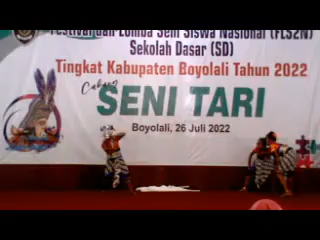 Festival dan Lomba Seni Siswa Nasional (FLS2N)
Sekolah Dasar (SD)
Tingkat Kabupaten Boyolali Tahun 2022
Cabang
SENI TARI
Boyolali, 26 Juli 2022